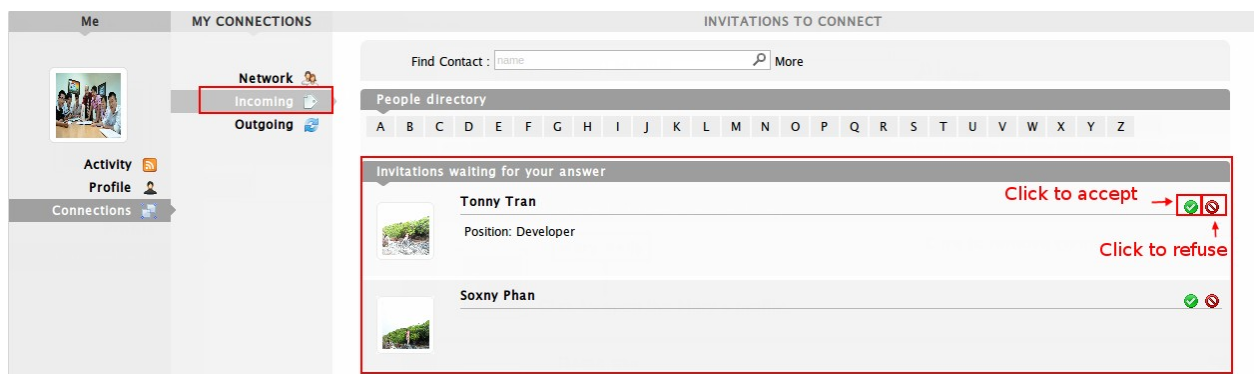 Me
MY CONNECTIONS
INVITATIONS TO CONNECT
Find Contact : name More
Network
Incoming
Outgoing
People directory
A B C D E F G H I J K L M N O P Q R S T U V W X Y Z
Activity
Profile
Connections
Invitations waiting for your answer
Tonny Tran
Click to accept
Position: Developer
Click to refuse
Soxny Phan